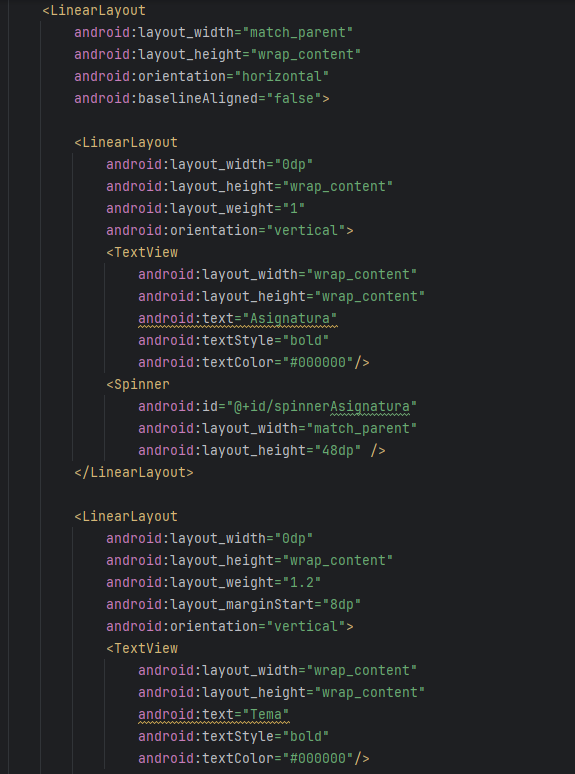 <LinearLayout
android:layout_width="match_parent"
android:layout_height="wrap_content"
android:orientation="horizontal"
android:baselineAligned="false">
<LinearLayout
android:layout_width="0dp"
android:layout_height="wrap_content"
android:layout_weight="1"
android:orientation="vertical">
<TextView
android:layout_width="wrap_content"
android:layout_height="wrap_content"
android:text="Asignatura"
android:textStyle="bold"
android:textColor="#000000"/>
<Spinner
android:id="@+id/spinnerAsignatura"
android:layout_width="match_parent"
android:layout_height="48dp" />
</LinearLayout>
<LinearLayout
android:layout_width="0dp"
android:layout_height="wrap_content"
android:layout_weight="1.2"
android:layout_marginStart="8dp"
android:orientation="vertical">
<TextView
android:layout_width="wrap_content"
android:layout_height="wrap_content"
android:text="Tema"
android:textStyle="bold"
android:textColor="#000000"/>